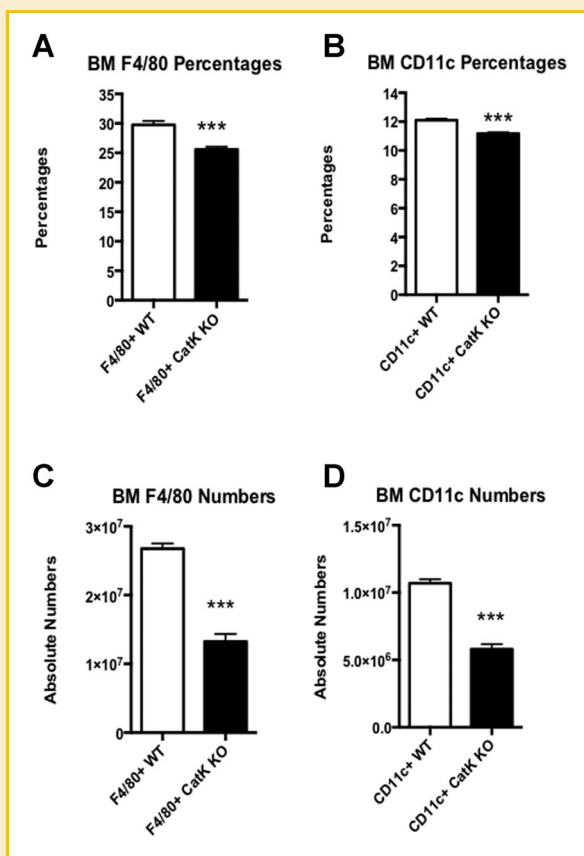 A
BM F4/80 Percentages
Percentages
35
30
25
20
15
10
5
0
***
F4/80+ WT
F4/80+ CatK KO
B
BM CD11c Percentages
Percentages
14
12
10
8
6
4
2
0
***
CD11c+ WT
CD11c+ CatK KO
C
BM F4/80 Numbers
Absolute Numbers
3×10⁷
2×10⁷
1×10⁷
0
***
F4/80+ WT
F4/80+ CatK KO
D
BM CD11c Numbers
Absolute Numbers
1.5×10⁷
1.0×10⁷
5.0×10⁶
0.0
***
CD11c+ WT
CD11c+ CatK KO